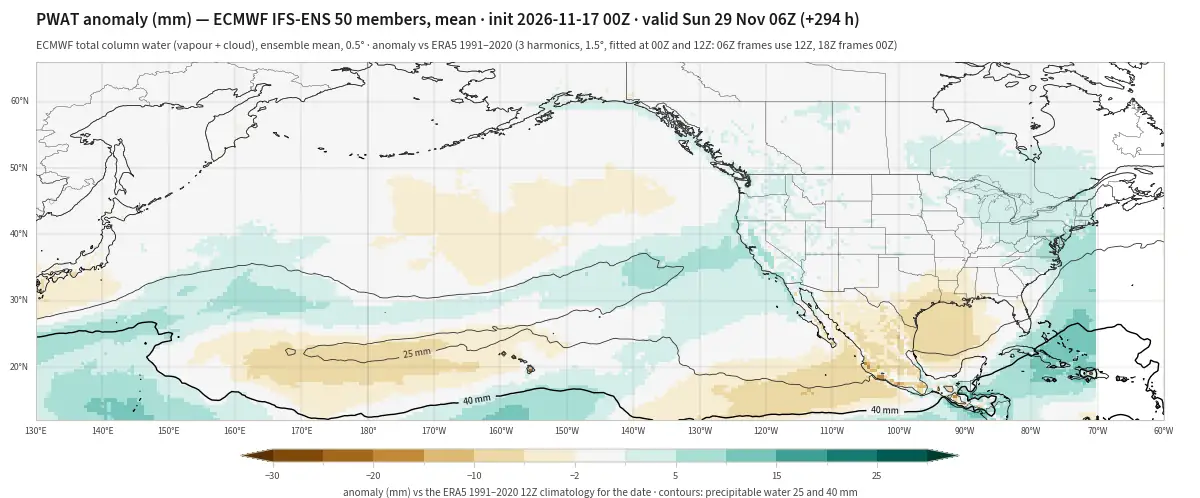 PWAT anomaly (mm) — ECMWF IFS-ENS 50 members, mean · init 2026-11-17 00Z · valid Sun 29 Nov 06Z (+294 h)
ECMWF total column water (vapour + cloud), ensemble mean, 0.5° · anomaly vs ERA5 1991–2020 (3 harmonics, 1.5°, fitted at 00Z and 12Z: 06Z frames use 12Z, 18Z frames 00Z)
60°N
50°N
40°N
30°N
20°N
25 mm
40 mm
40 mm
130°E 140°E 150°E 160°E 170°E 180° 170°W 160°W 150°W 140°W 130°W 120°W 110°W 100°W 90°W 80°W 70°W 60°W
−30 −20 −10 −2 5 15 25
anomaly (mm) vs the ERA5 1991–2020 12Z climatology for the date · contours: precipitable water 25 and 40 mm